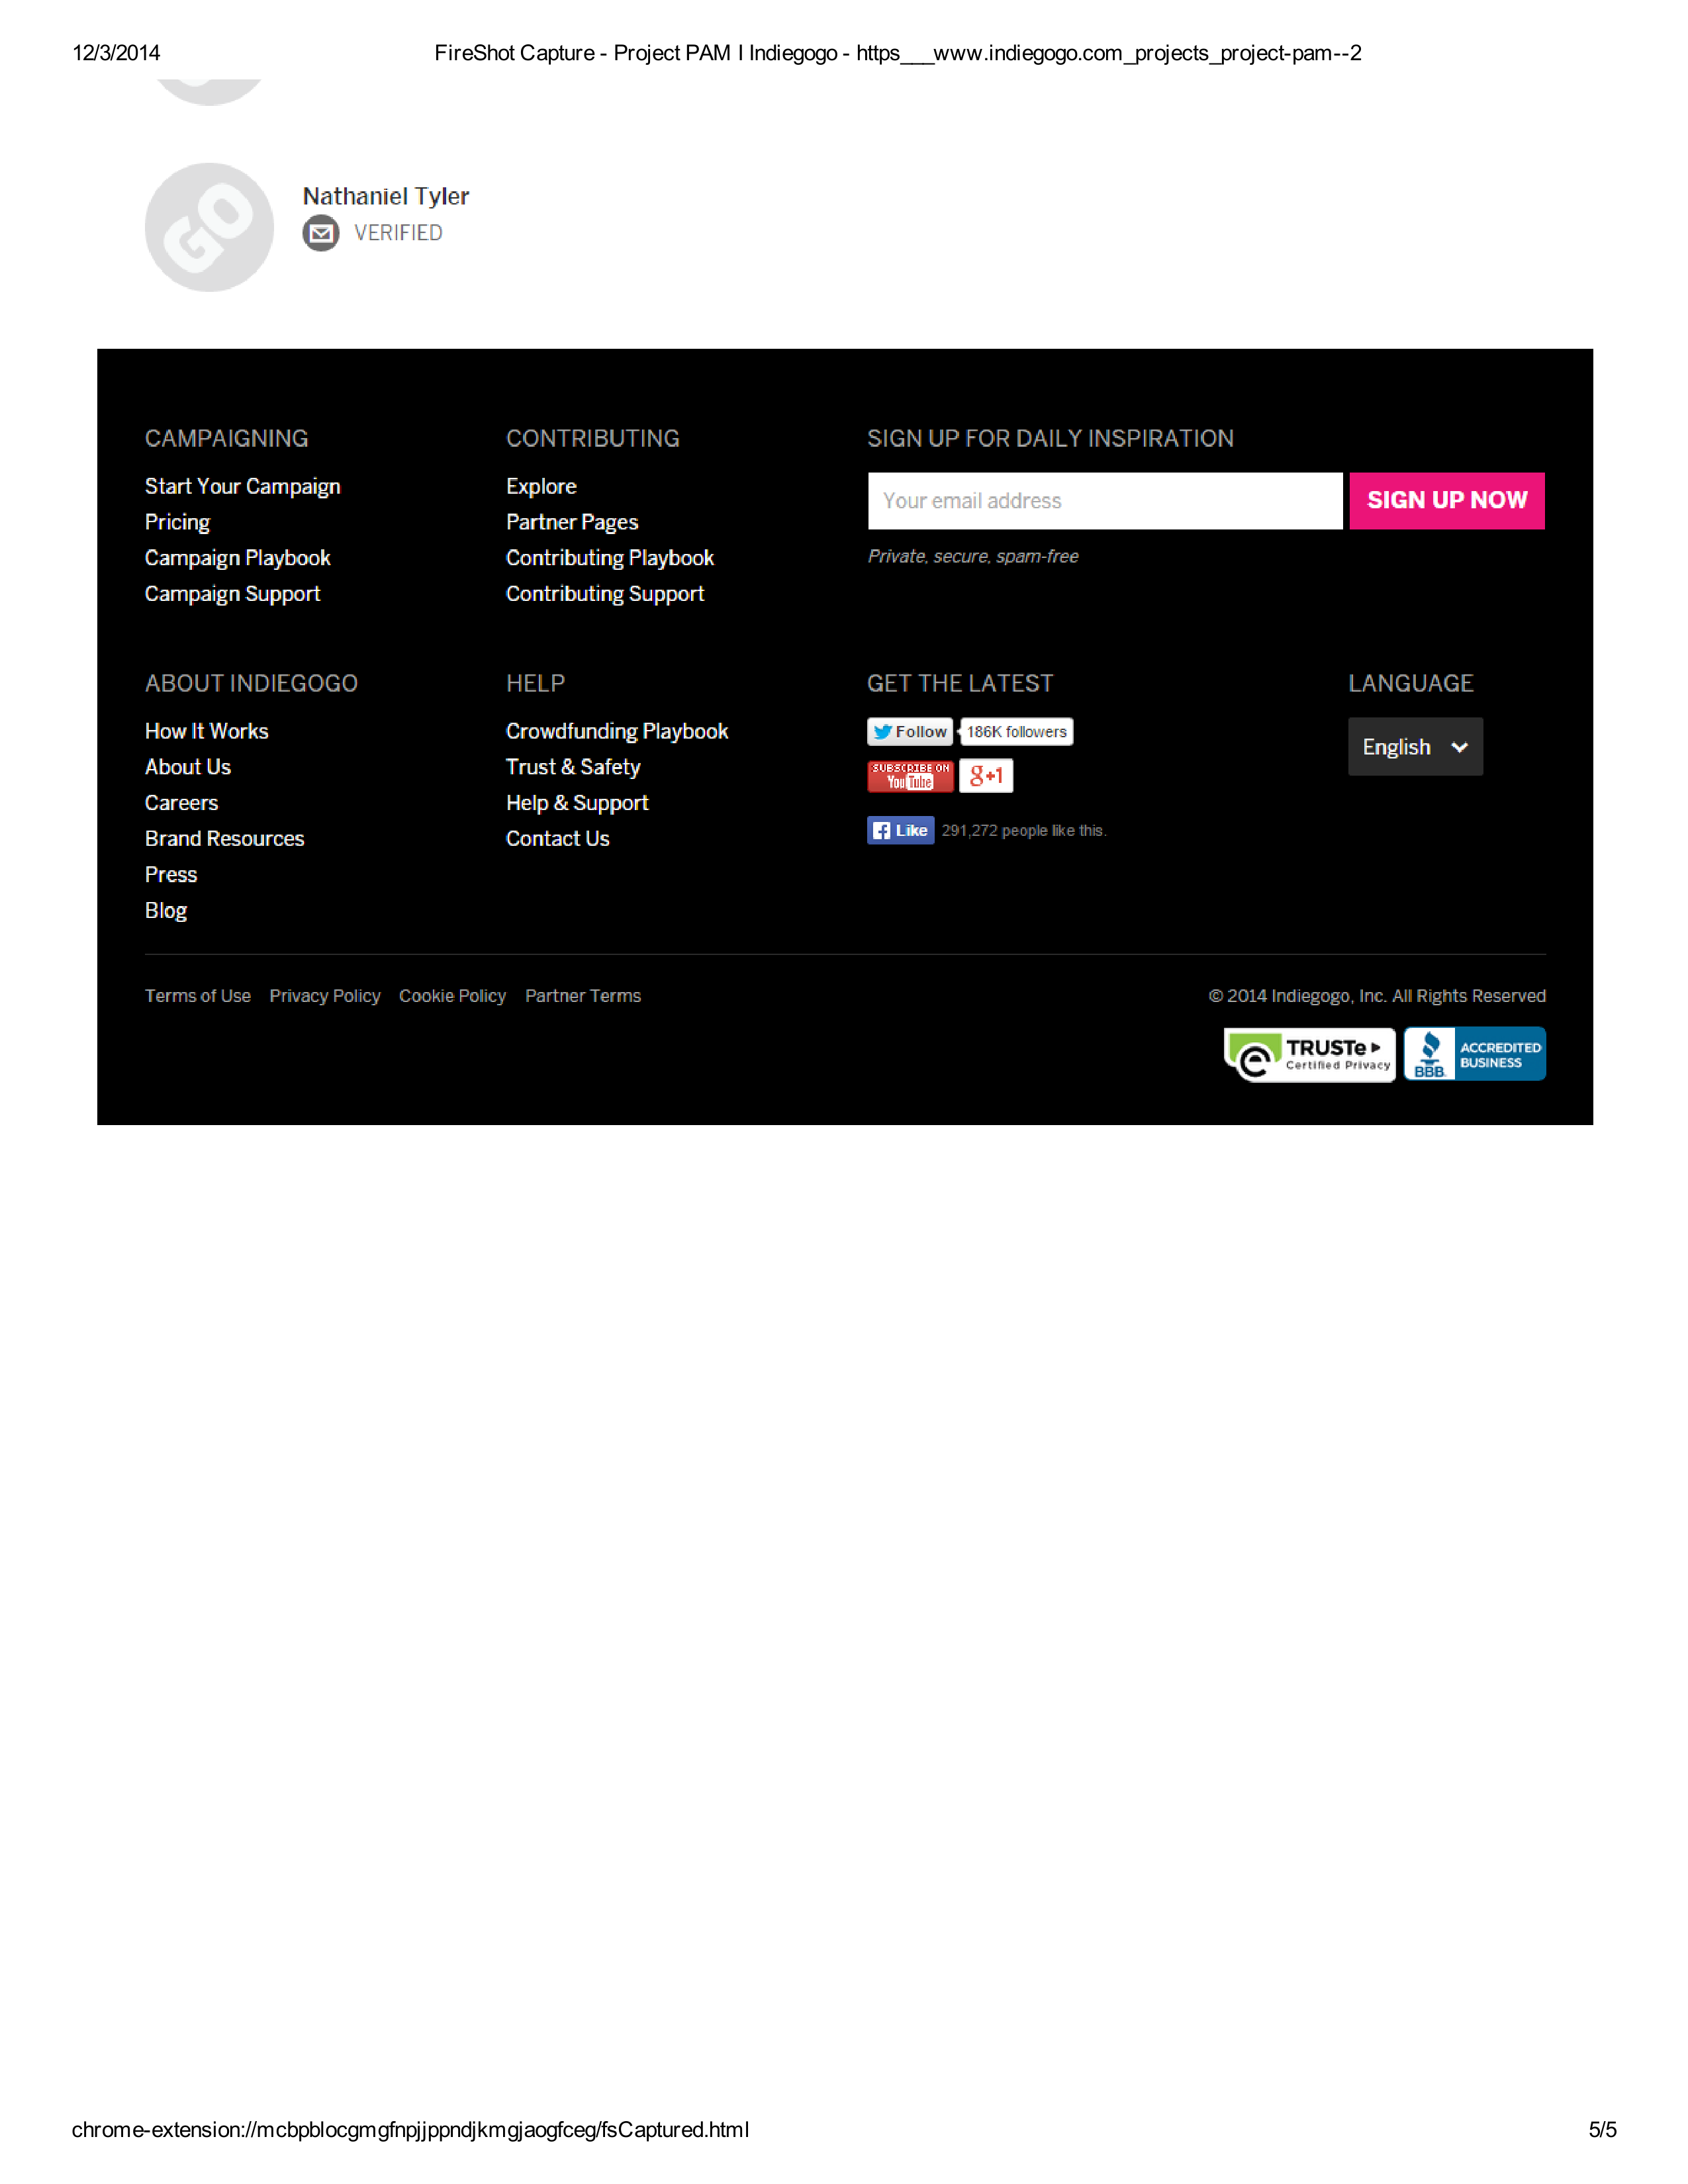 12/3/2014
FireShot Capture - Project PAM I Indiegogo - https___www.indiegogo.com_projects_project-pam--2
GO
Nathaniel Tyler
VERIFIED
CAMPAIGNING
Start Your Campaign
Pricing
Campaign Playbook
Campaign Support
CONTRIBUTING
Explore
Partner Pages
Contributing Playbook
Contributing Support
SIGN UP FOR DAILY INSPIRATION
Your email address
SIGN UP NOW
Private, secure, spam-free
ABOUT INDIEGOGO
How It Works
About Us
Careers
Brand Resources
Press
Blog
HELP
Crowdfunding Playbook
Trust & Safety
Help & Support
Contact Us
GET THE LATEST
Follow 186K followers
SUBSCRIBE ON
YouTube
g+1
Like 291,272 people like this.
LANGUAGE
English
Terms of Use Privacy Policy Cookie Policy Partner Terms
© 2014 Indiegogo, Inc. All Rights Reserved
TRUSTe
Certified Privacy
BBB.
ACCREDITED
BUSINESS
chrome-extension://mcbpblocgmgfnpjjppndjkmgjaogfceg/fsCaptured.html
5/5